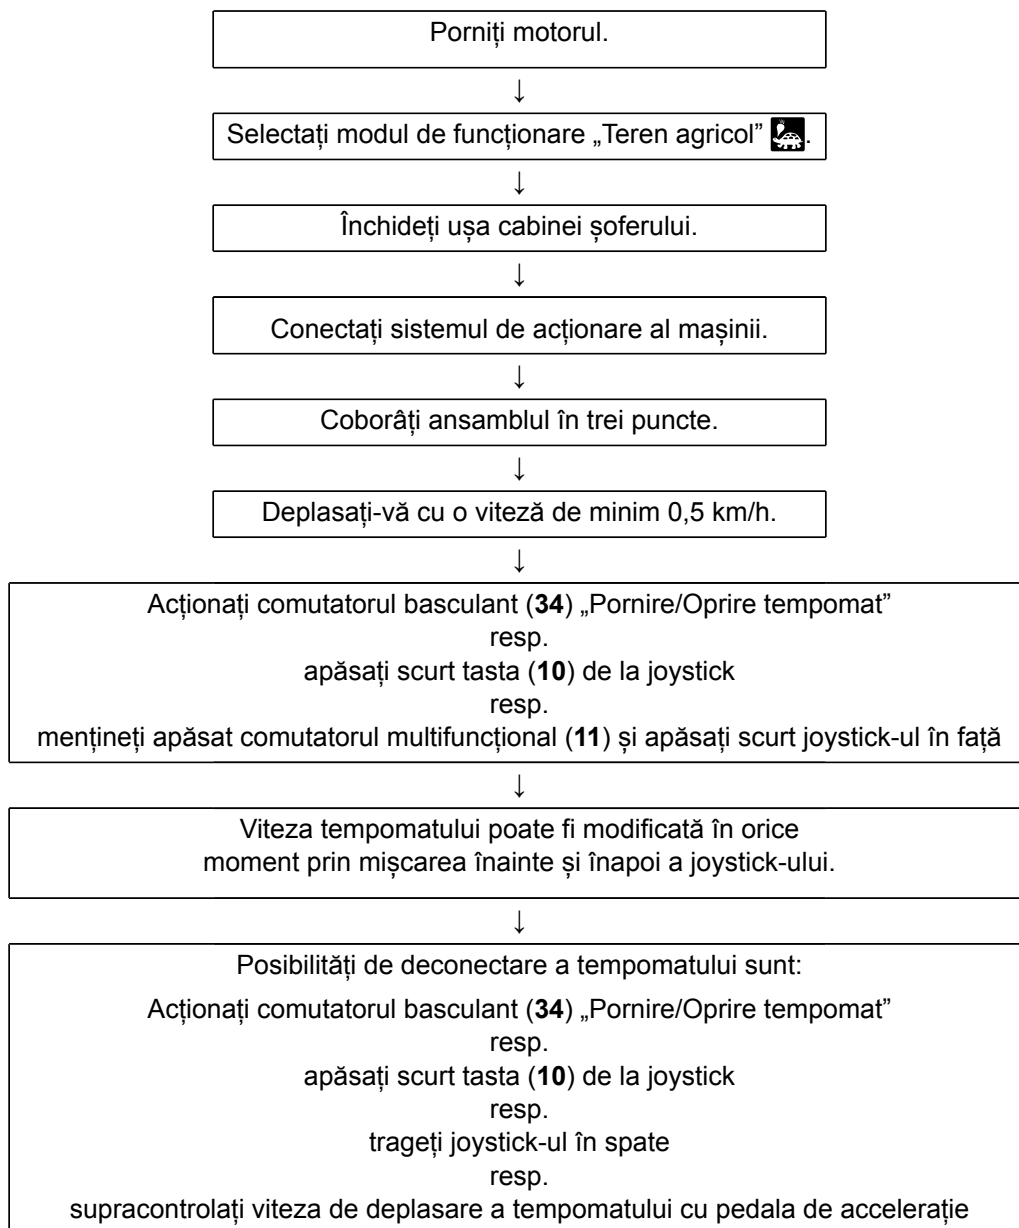 Porniți motorul.
↓
Selectați modul de funcționare „Teren agricol” .
↓
Închideți ușa cabinei șoferului.
↓
Conectați sistemul de acționare al mașinii.
↓
Coborâți ansamblul în trei puncte.
↓
Deplasați-vă cu o viteză de minim 0,5 km/h.
↓
Acționați comutatorul basculant (34) „Pornire/Oprire tempomat”
resp.
apăsați scurt tasta (10) de la joystick
resp.
mențineți apăsat comutatorul multifuncțional (11) și apăsați scurt joystick-ul în față
↓
Viteza tempomatului poate fi modificată în orice
moment prin mișcarea înainte și înapoi a joystick-ului.
↓
Posibilități de deconectare a tempomatului sunt:
Acționați comutatorul basculant (34) „Pornire/Oprire tempomat”
resp.
apăsați scurt tasta (10) de la joystick
resp.
trageți joystick-ul în spate
resp.
supracontrolați viteza de deplasare a tempomatului cu pedala de accelerație